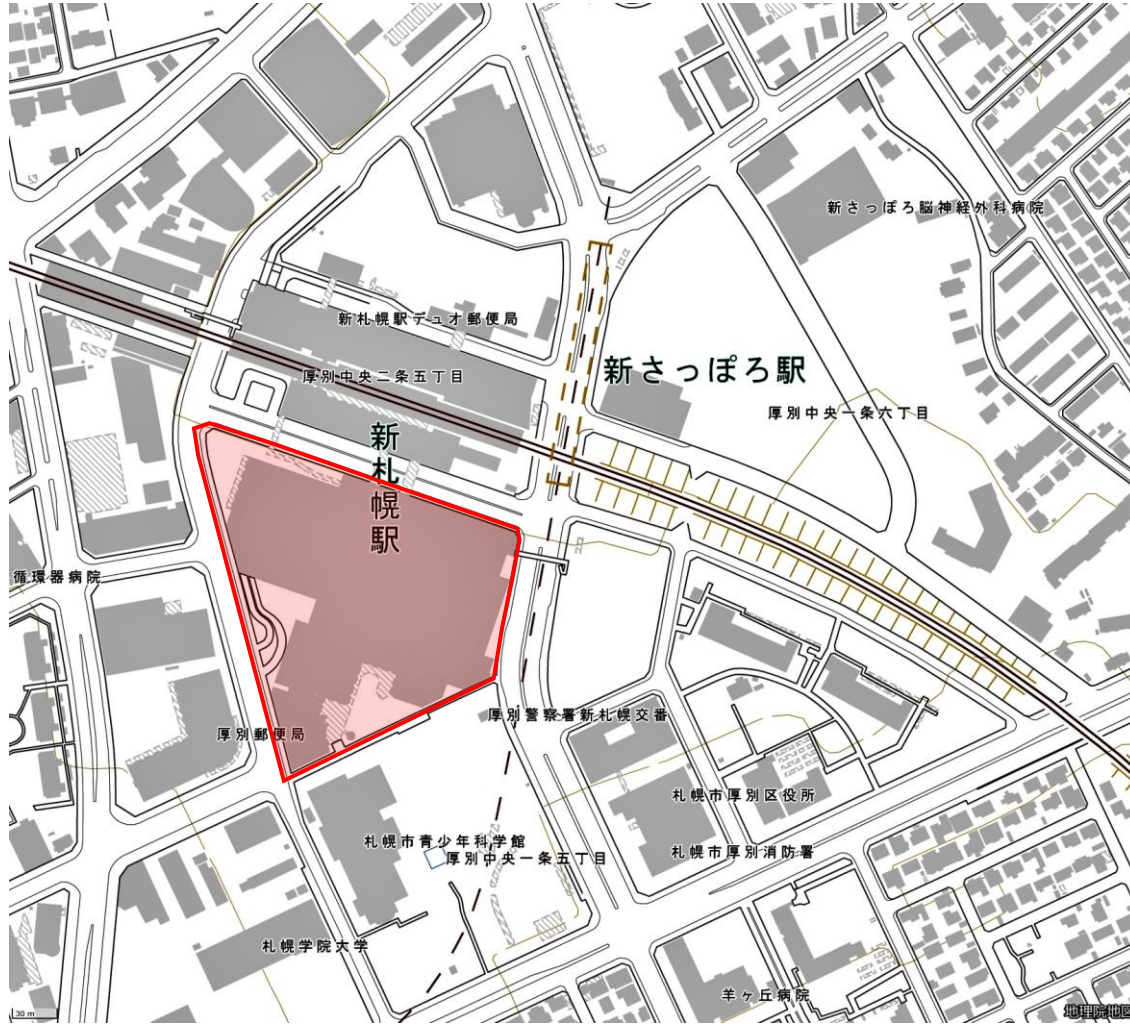 新さっぽろ脳神経外科病院
新札幌駅デュオ郵便局
新さっぽろ駅
厚別中央二条五丁目
厚別中央一条六丁目
新札幌駅
循環器病院
厚別警察署新札幌交番
厚別郵便局
札幌市厚別区役所
札幌市青少年科学館
厚別中央一条五丁目
札幌市厚別消防署
札幌学院大学
羊ヶ丘病院
30 m
地理院地図